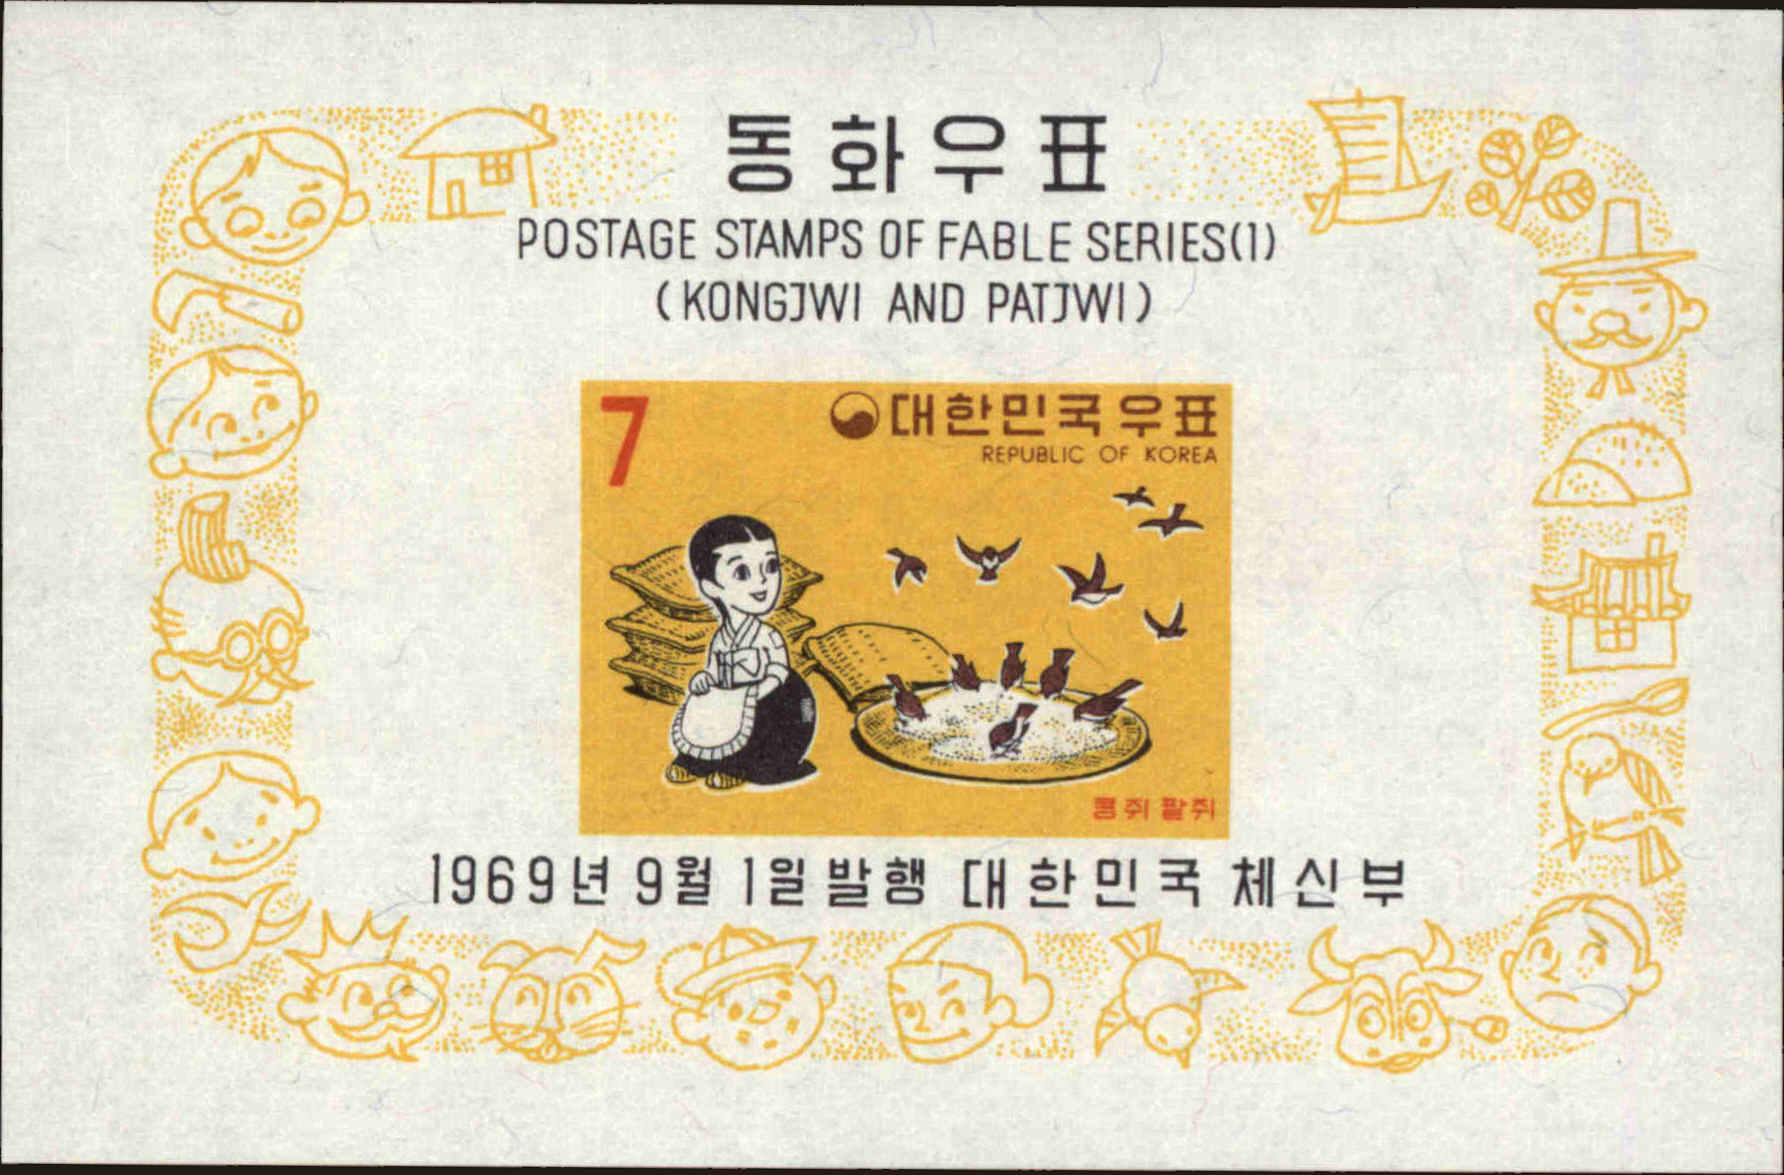 동화우표
POSTAGE STAMPS OF FABLE SERIES(1)
(KONGJWI AND PATJWI)
7
대한민국우표
REPUBLIC OF KOREA
콩쥐 팥쥐
1969년 9월 1일 발행 대한민국 체신부